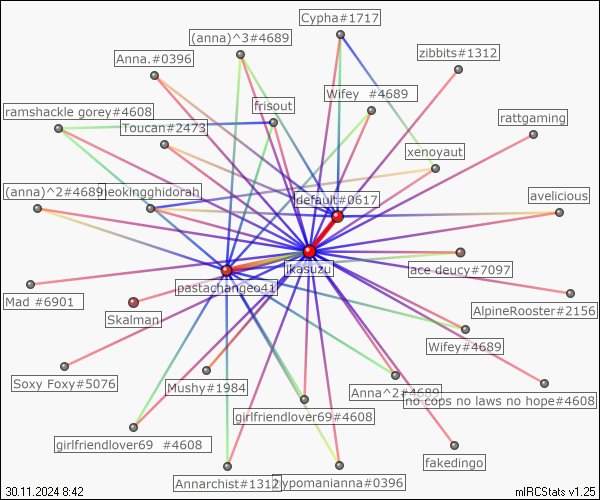 Cypha#1717
(anna)^3#4689
zibbits#1312
Anna.#0396
Wifey  #4689
frisout
ramshackle gorey#4608
rattgaming
Toucan#2473
xenoyaut
(anna)^2#4689
neokingghidorah
default#0617
avelicious
jkasuzu
ace deucy#7097
pastachangeo41
Mad #6901
AlpineRooster#2156
Skalman
Wifey#4689
Soxy Foxy#5076
Mushy#1984
Anna^2#4689
no cops no laws no hope#4608
girlfriendlover69#4608
girlfriendlover69  #4608
fakedingo
Annarchist#1312
hypomanianna#0396
30.11.2024 8:42
mIRCStats v1.25